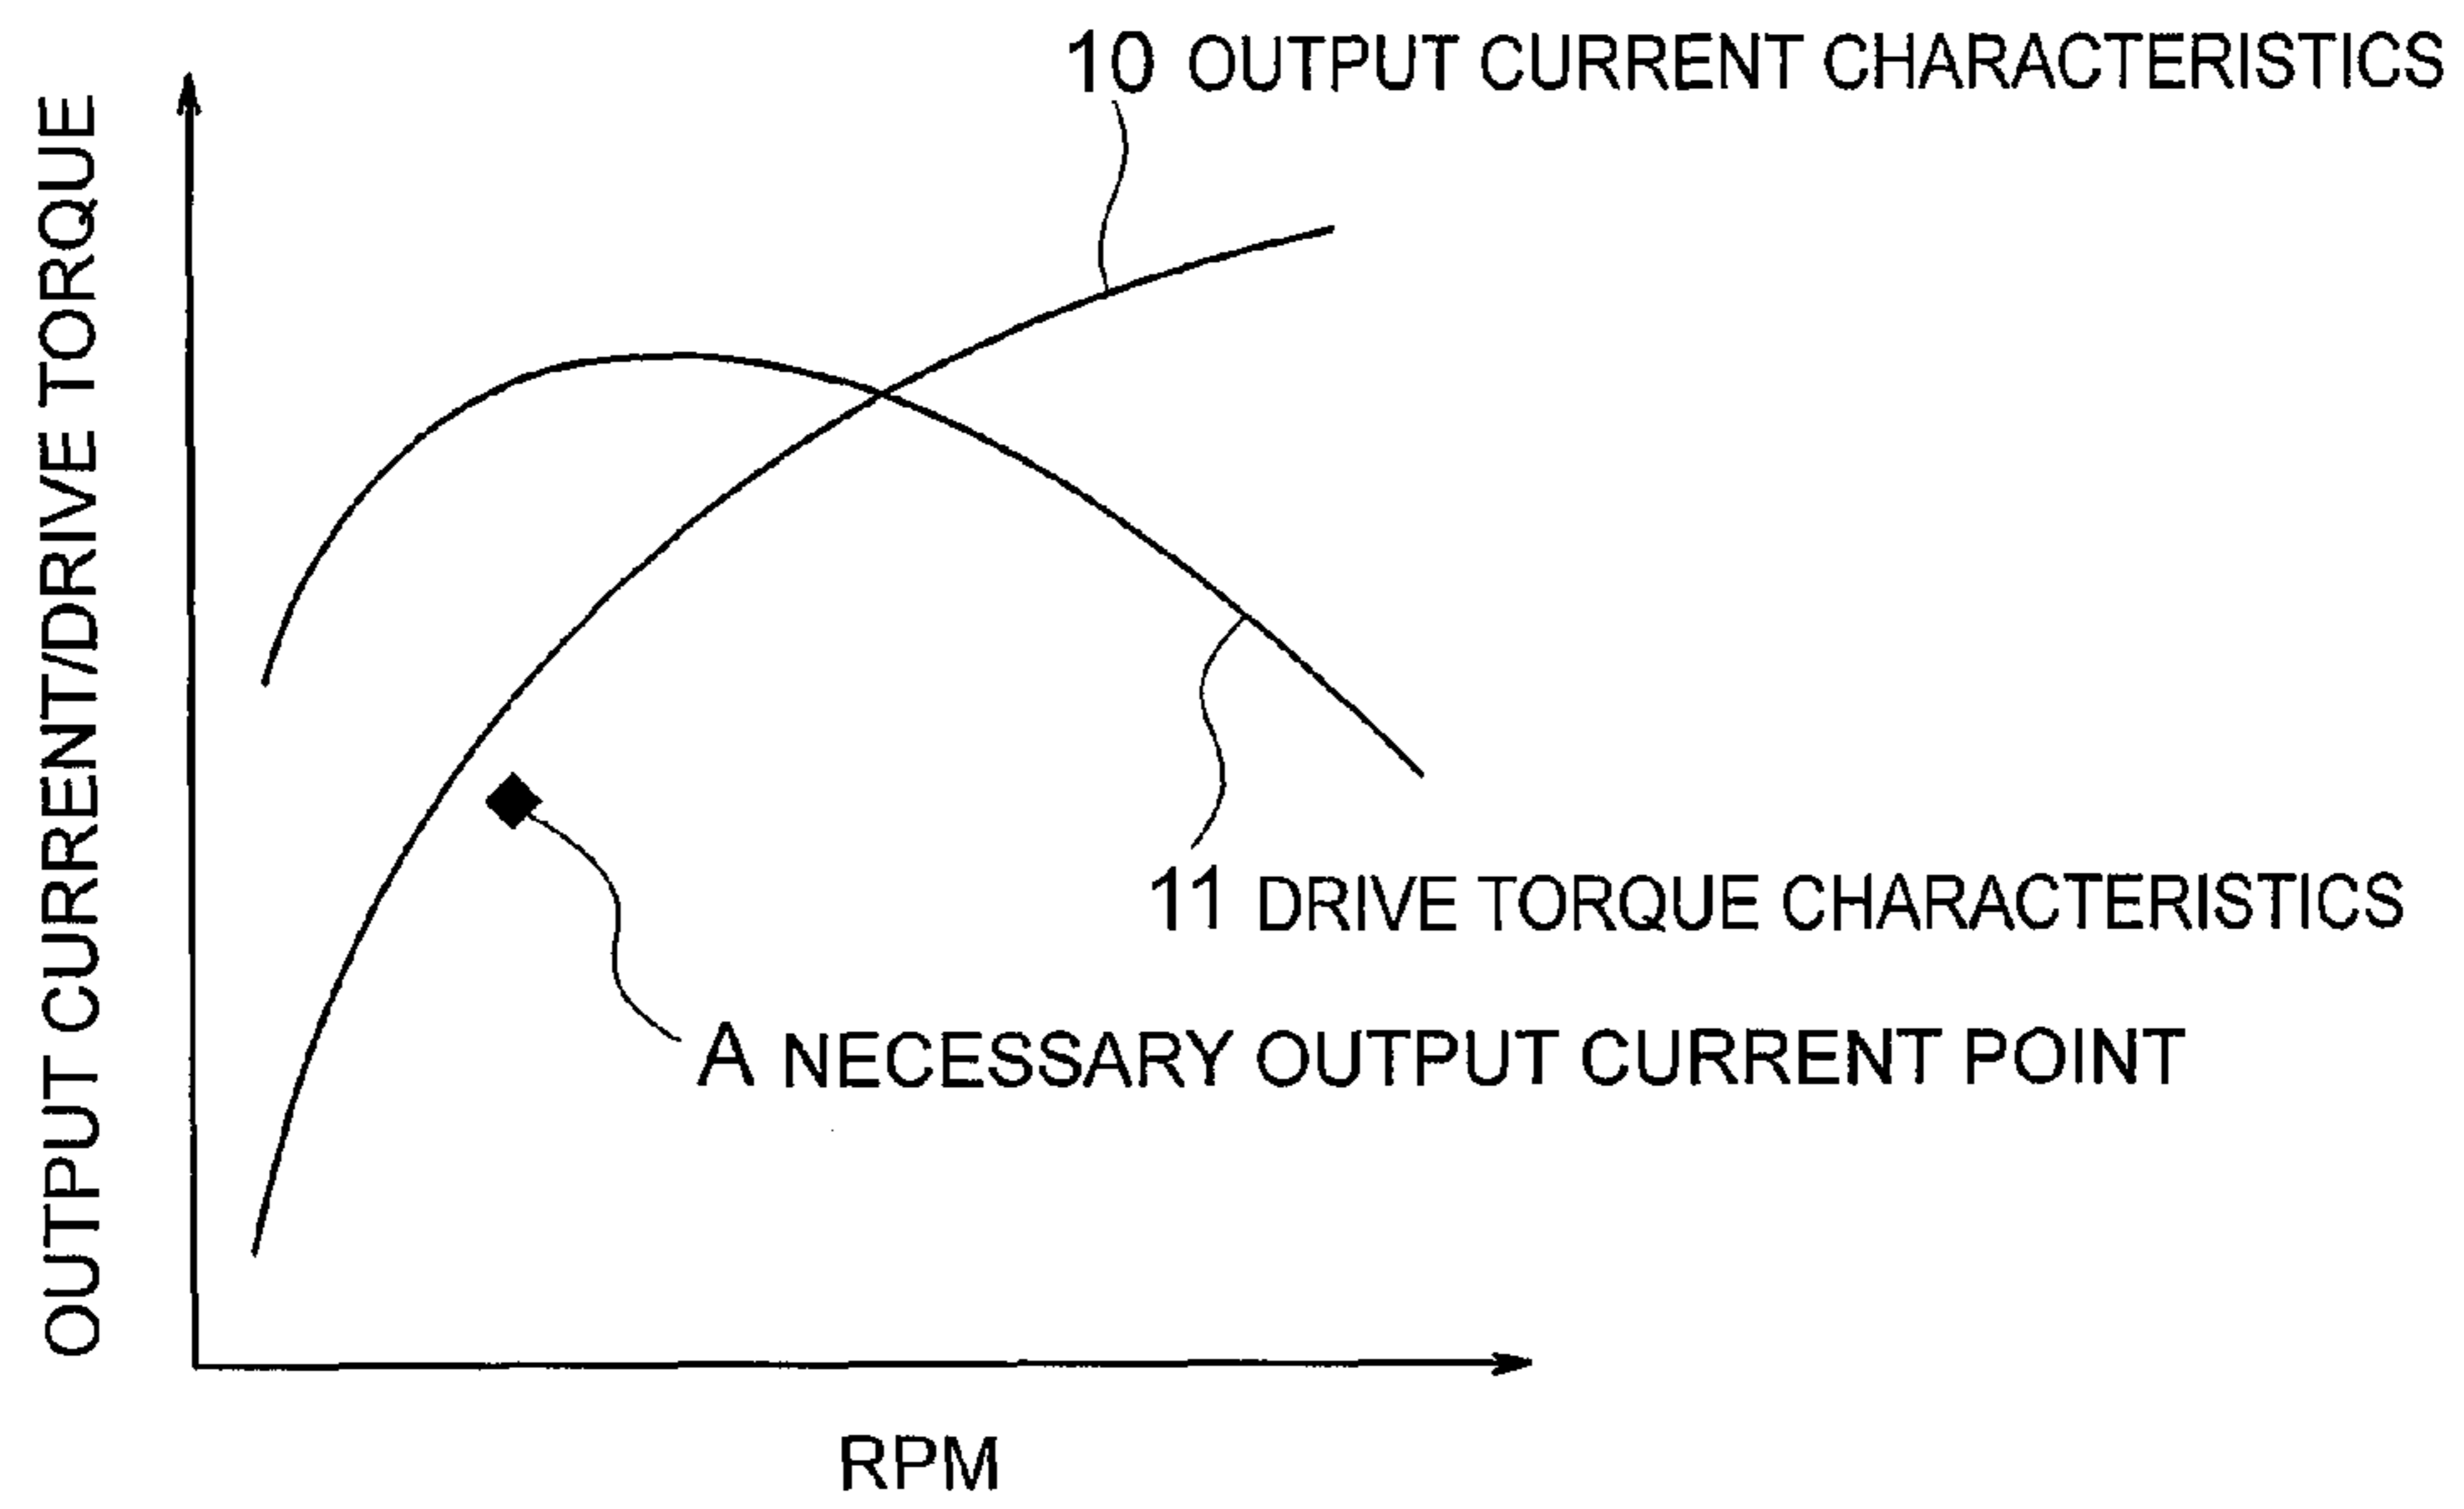 10 OUTPUT CURRENT CHARACTERISTICS
OUTPUT CURRENT/DRIVE TORQUE
11 DRIVE TORQUE CHARACTERISTICS
A NECESSARY OUTPUT CURRENT POINT
RPM